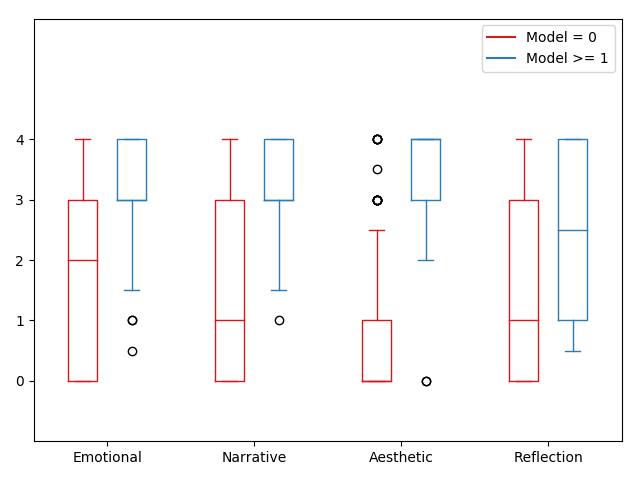 Model = 0
Model >= 1
4
3
2
1
0
Emotional
Narrative
Aesthetic
Reflection